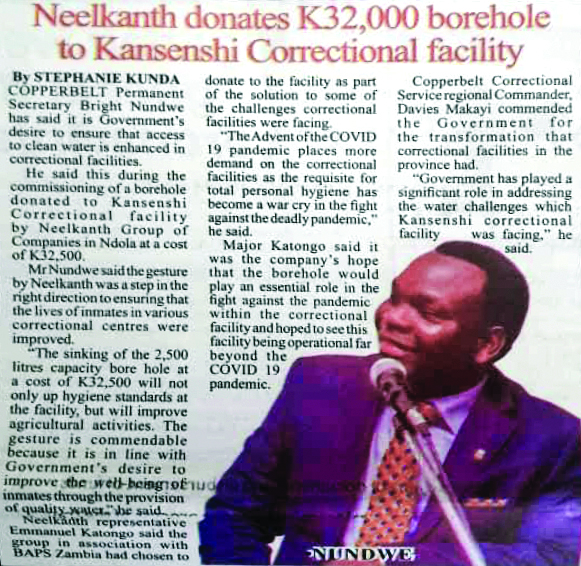 Neelkanth donates K32,000 borehole
to Kansenshi Correctional facility
By STEPHANIE KUNDA
COPPERBELT Permanent
Secretary Bright Nundwe
has said it is Government's
desire to ensure that access
to clean water is enhanced in
correctional facilities.
He said this during the
commissioning of a borehole
donated to Kansenshi
Correctional facility
by Neelkanth Group of
Companies in Ndola at a cost
of K32,500.
Mr Nundwe said the gesture
by Neelkanth was a step in the
right direction to ensuring that
the lives of inmates in various
correctional centres were
improved.
"The sinking of the 2,500
litres capacity bore hole at
a cost of K32,500 will not
only up hygiene standards at
the facility, but will improve
agricultural activities. The
gesture is commendable
because it is in line with
Government's desire to
improve the well-being of
inmates through the provision
of quality water," he said.
Neelkanth representative
Emmanuel Katongo said the
group in association with
BAPS Zambia had chosen to
donate to the facility as part
of the solution to some of
the challenges correctional
facilities were facing.
"The Advent of the COVID
19 pandemic places more
demand on the correctional
facilities as the requisite for
total personal hygiene has
become a war cry in the fight
against the deadly pandemic,"
he said.
Major Katongo said it
was the company's hope
that the borehole would
play an essential role in the
fight against the pandemic
within the correctional
facility and hoped to see this
facility being operational far
beyond the
COVID 19
pandemic.
Copperbelt Correctional
Service regional Commander,
Davies Makayi commended
the Government for
the transformation that
correctional facilities in the
province had.
"Government has played a
significant role in addressing
the water challenges which
Kansenshi correctional
facility was facing," he
said.
NUNDWE